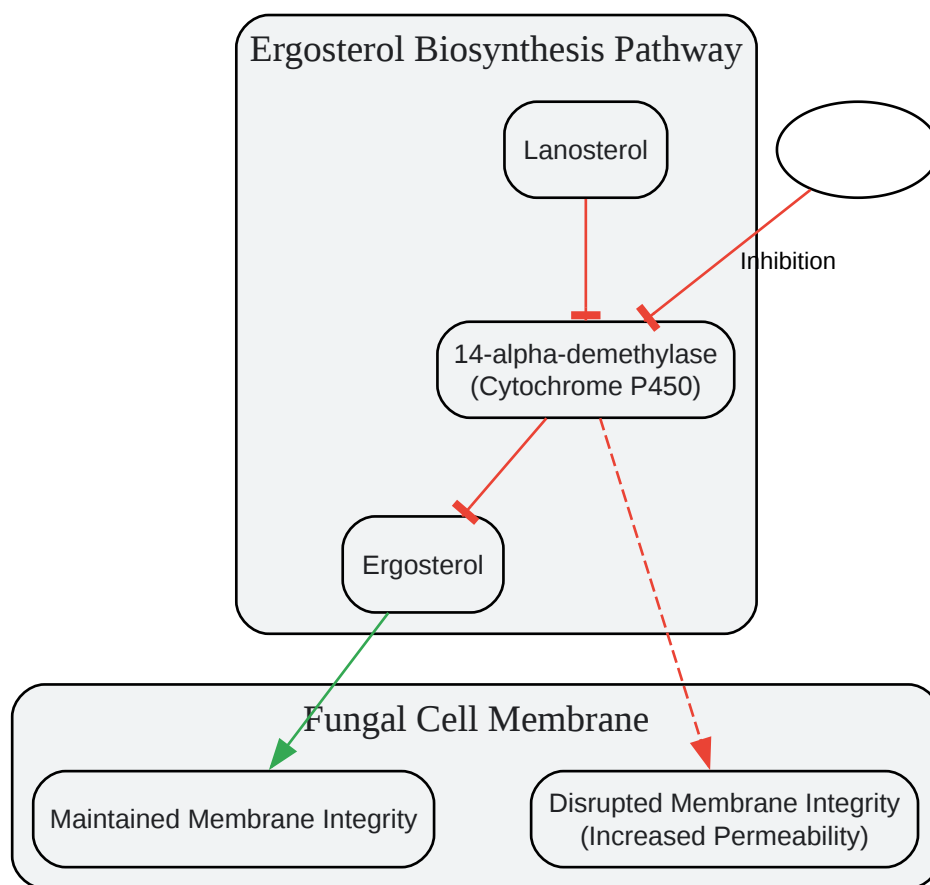 Ergosterol Biosynthesis Pathway
Lanosterol
Inhibition
14-alpha-demethylase
(Cytochrome P450)
Ergosterol
Fungal Cell Membrane
Maintained Membrane Integrity
Disrupted Membrane Integrity
(Increased Permeability)